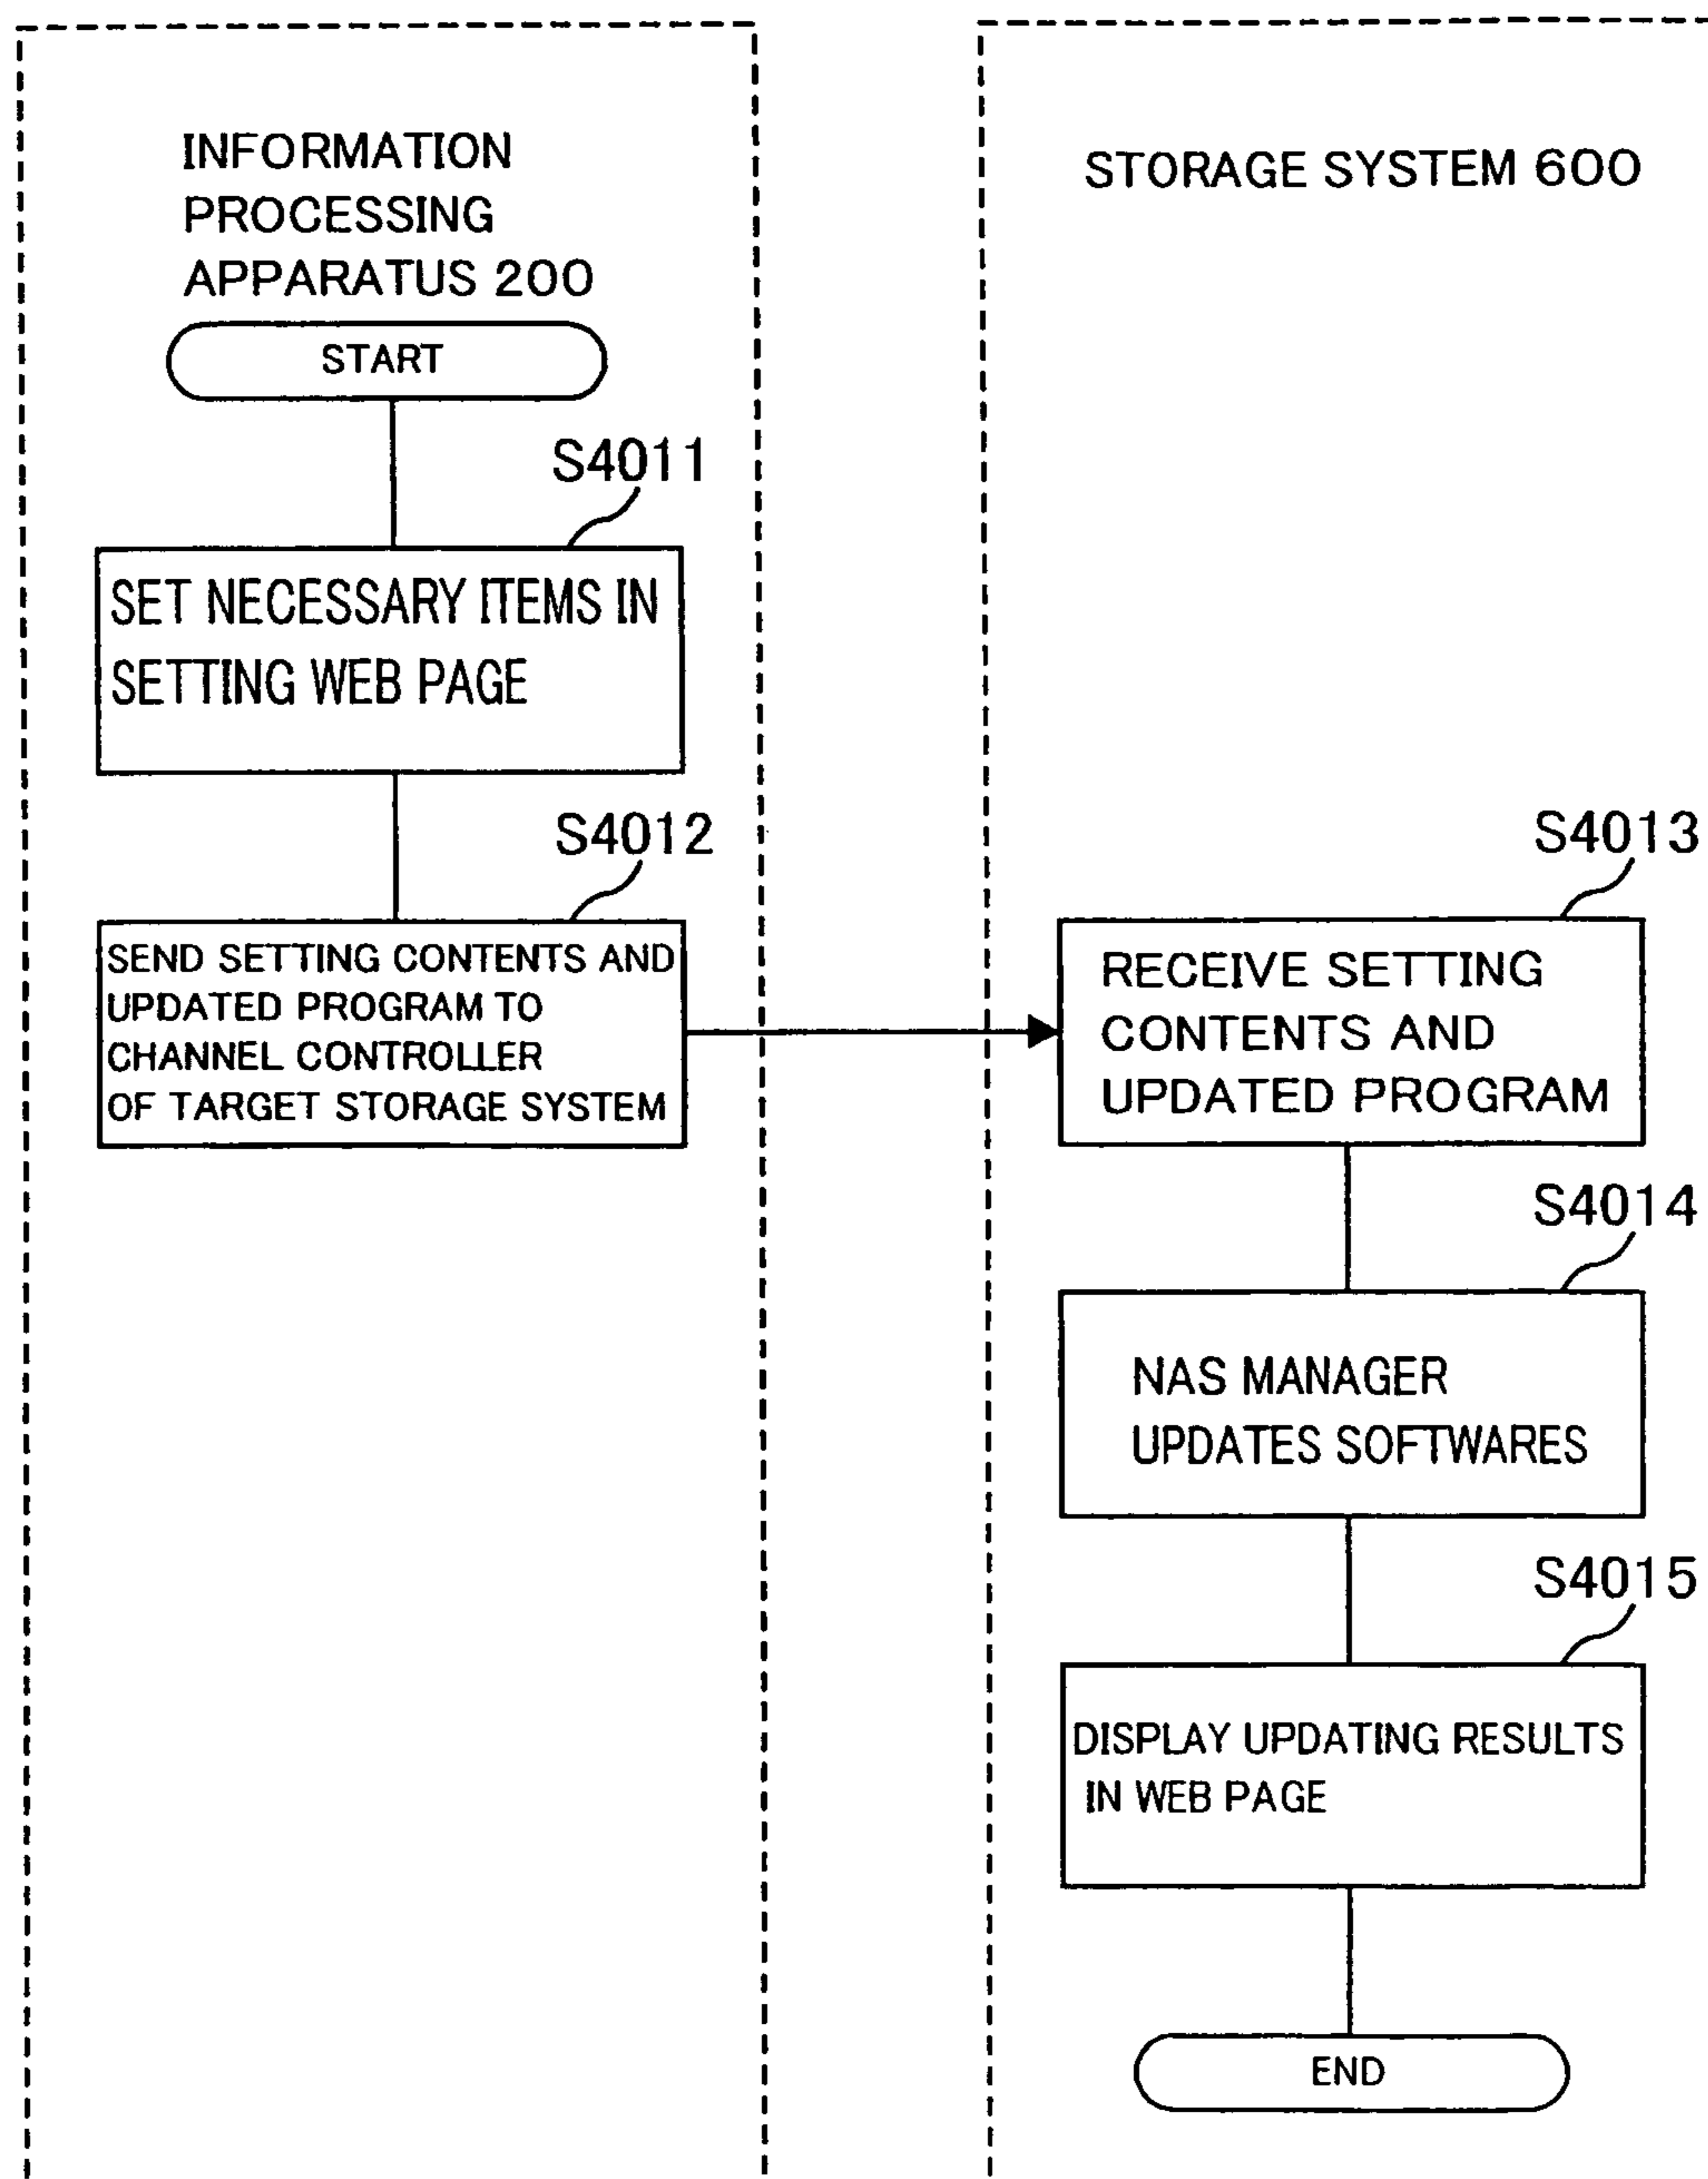 INFORMATION
PROCESSING
APPARATUS 200
START
S4011
SET NECESSARY ITEMS IN
SETTING WEB PAGE
S4012
SEND SETTING CONTENTS AND
UPDATED PROGRAM TO
CHANNEL CONTROLLER
OF TARGET STORAGE SYSTEM
STORAGE SYSTEM 600
S4013
RECEIVE SETTING
CONTENTS AND
UPDATED PROGRAM
S4014
NAS MANAGER
UPDATES SOFTWARES
S4015
DISPLAY UPDATING RESULTS
IN WEB PAGE
END